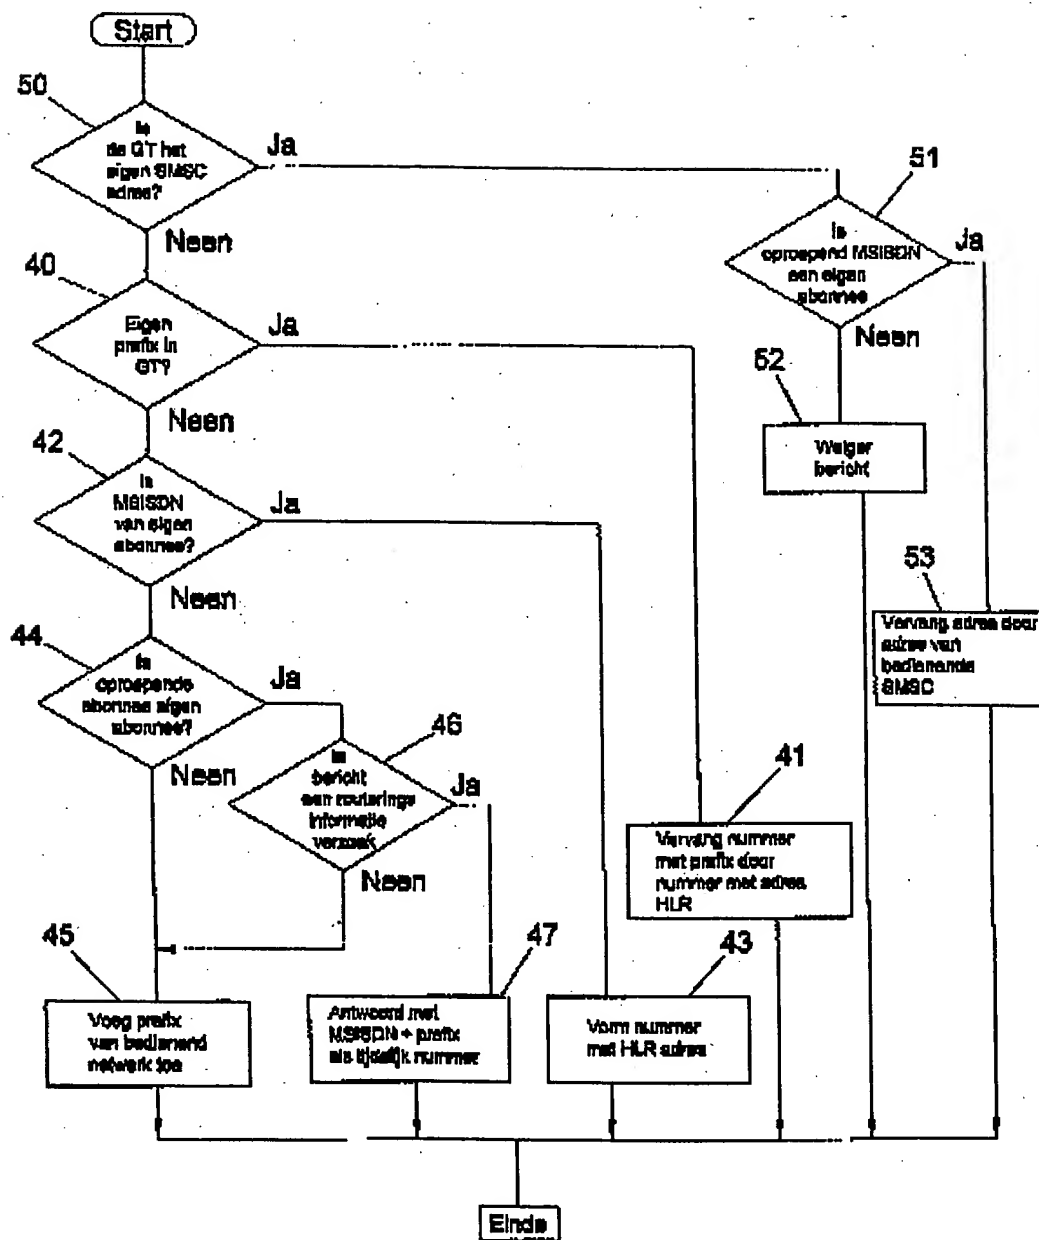 Start
50
Is
de GT het
eigen SMSC
adres?
Ja
Neen
51
Is
oproepend MSISDN
een eigen
abonnee
Ja
Neen
40
Eigen
prefix in
GT?
Ja
Neen
52
Weiger
bericht
42
Is
MSISDN
van eigen
abonnee?
Ja
Neen
53
Vervang adres door
adres van
bedienende
SMSC
44
Is
oproepende
abonnee eigen
abonnee?
Ja
Neen
46
Is
bericht
een routerings
informatie
verzoek
Ja
Neen
41
Vervang nummer
met prefix door
nummer met adres
HLR
45
Voeg prefix
van bedienend
netwerk toe
47
Antwoord met
MSISDN + prefix
als tijdelijk nummer
43
Vorm nummer
met HLR adres
Einde